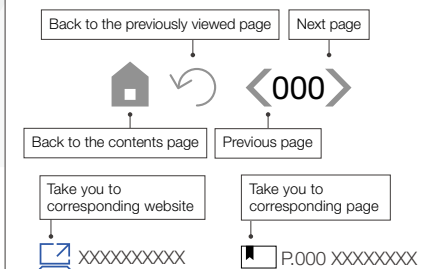 Back to the previously viewed page
Next page
000
Back to the contents page
Previous page
Take you to
corresponding website
Take you to
corresponding page
XXXXXXXXXX
P.000 XXXXXXXX